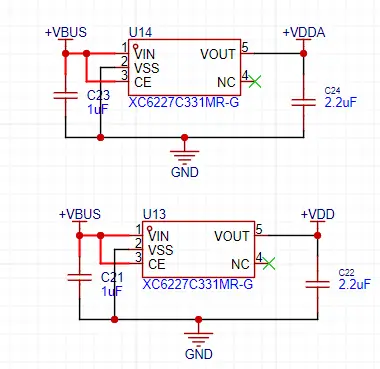 +VBUS
U14
+VDDA
1
VIN
VOUT
5
2
VSS
3
CE
NC
4
C23
1uF
XC6227C331MR-G
C24
2.2uF
GND
+VBUS
U13
+VDD
1
VIN
VOUT
5
2
VSS
3
CE
NC
4
C21
1uF
XC6227C331MR-G
C22
2.2uF
GND